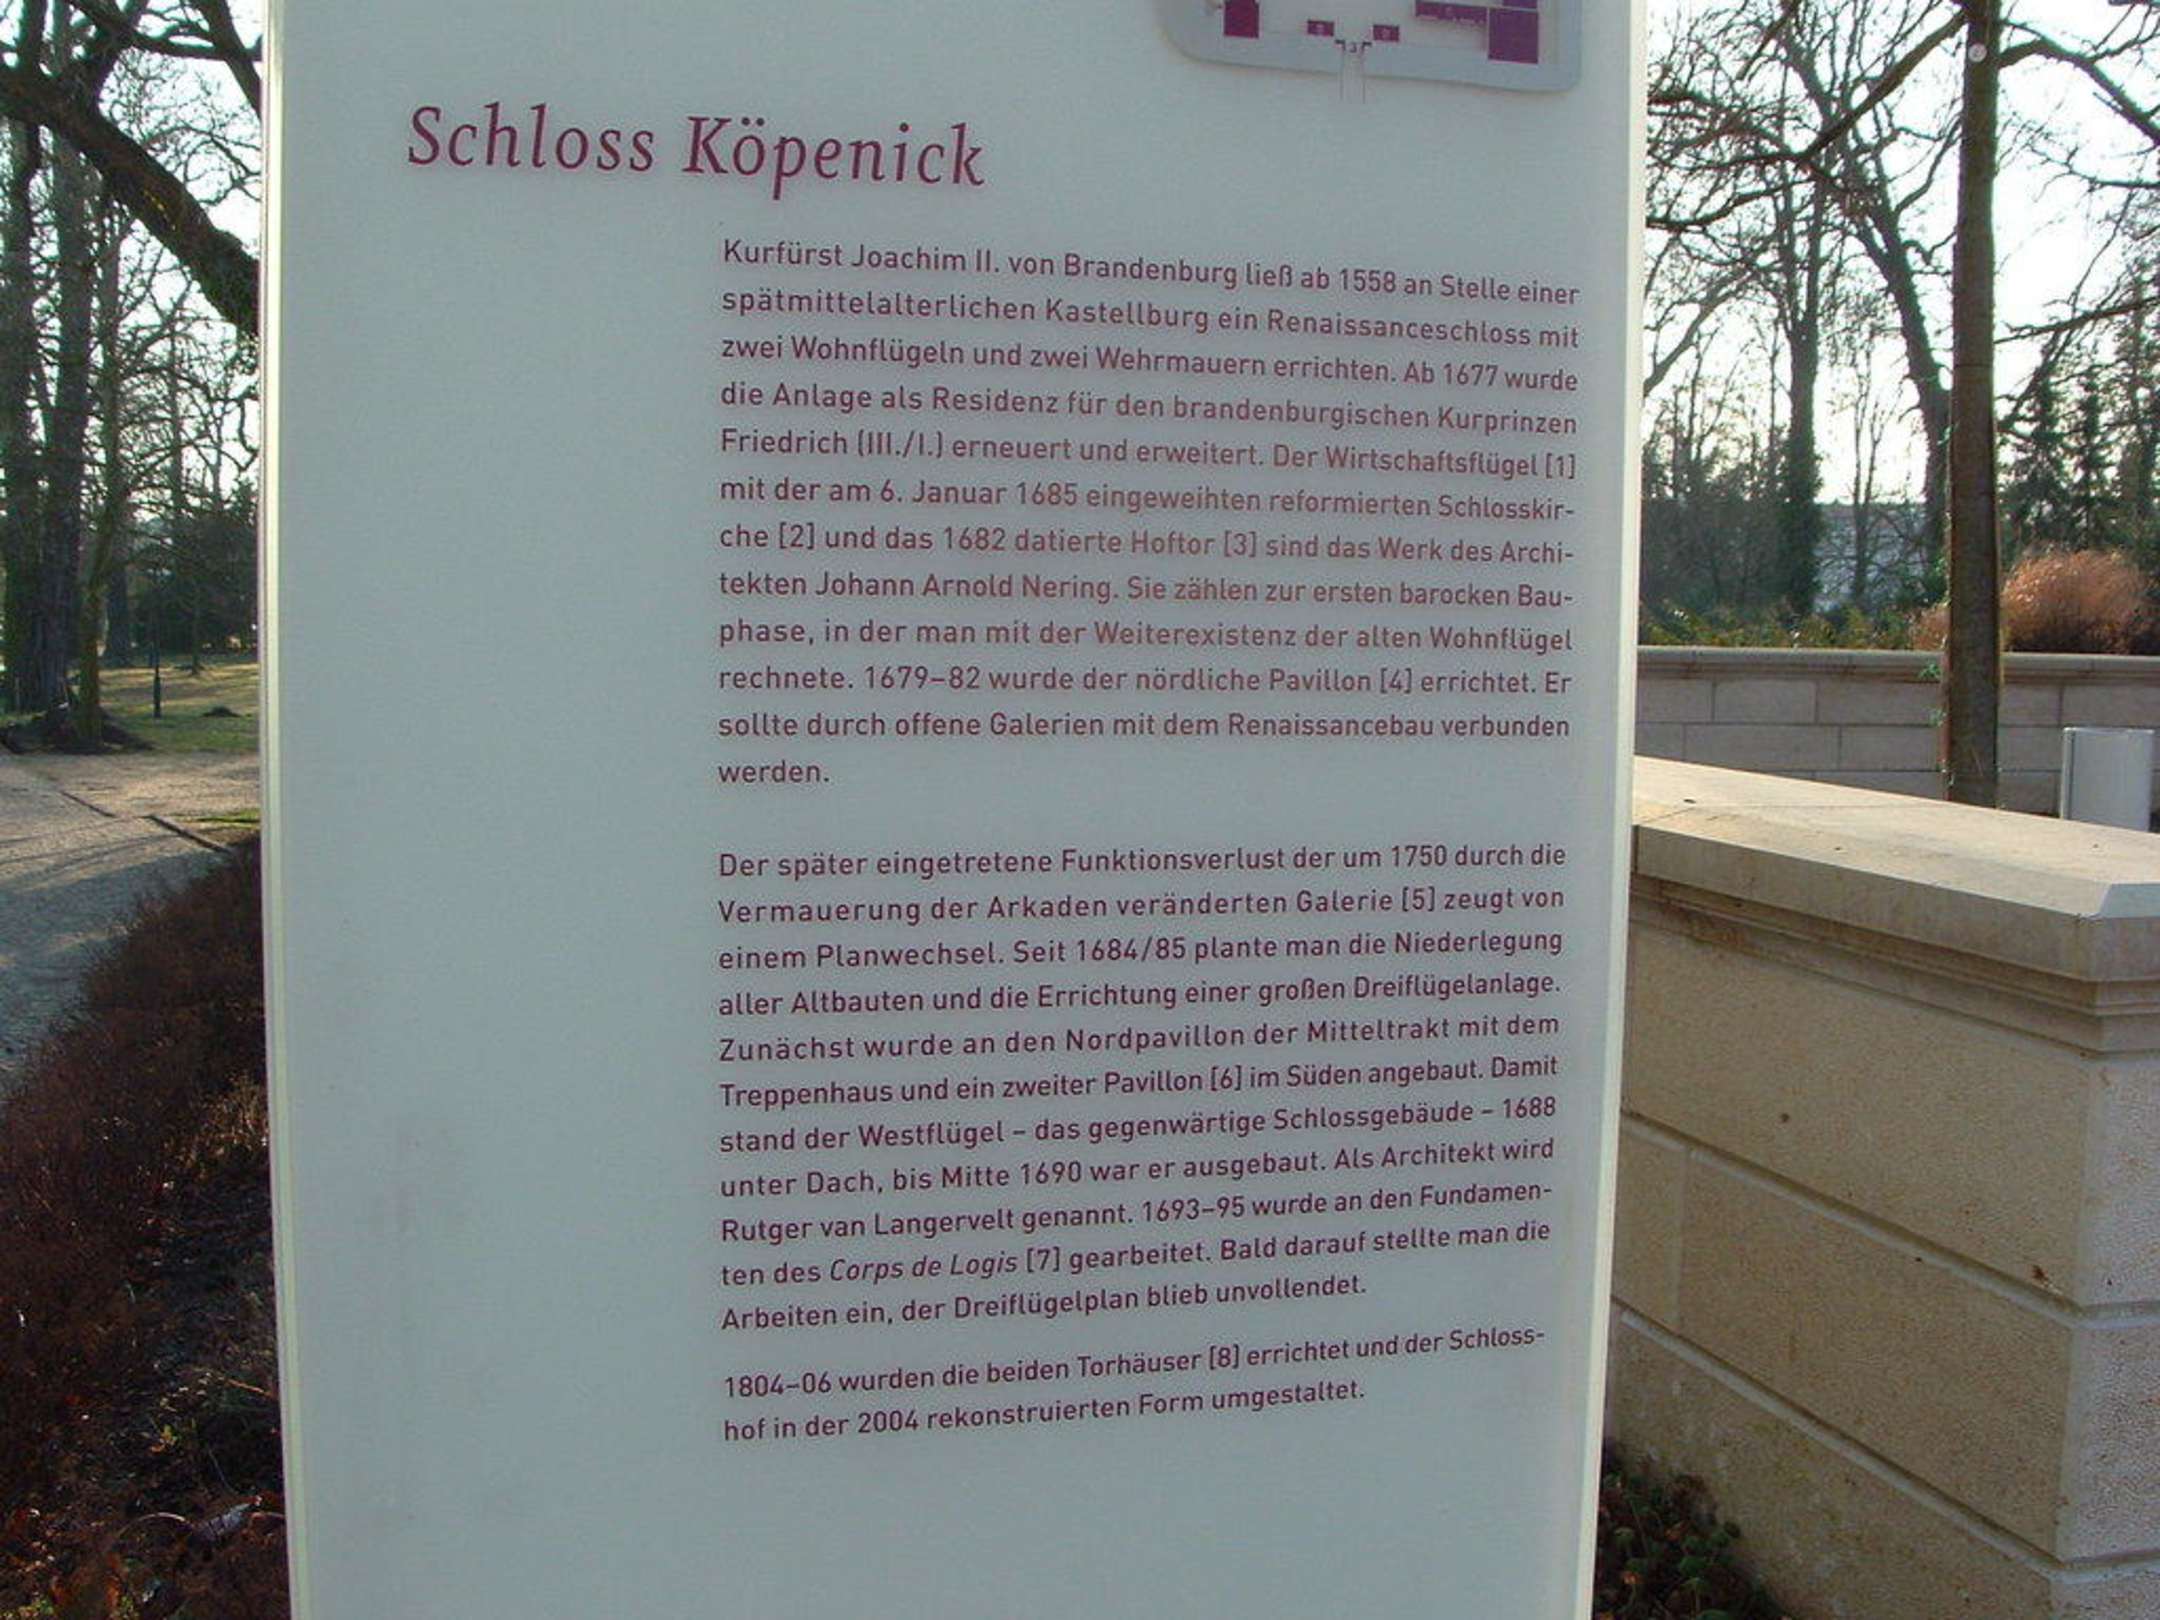 Schloss Köpenick
Kurfürst Joachim II. von Brandenburg ließ ab 1558 an Stelle einer
spätmittelalterlichen Kastellburg ein Renaissanceschloss mit
zwei Wohnflügeln und zwei Wehrmauern errichten. Ab 1677 wurde
die Anlage als Residenz für den brandenburgischen Kurprinzen
Friedrich (III./I.) erneuert und erweitert. Der Wirtschaftsflügel [1]
mit der am 6. Januar 1685 eingeweihten reformierten Schlosskir-
che [2] und das 1682 datierte Hoftor [3] sind das Werk des Archi-
tekten Johann Arnold Nering. Sie zählen zur ersten barocken Bau-
phase, in der man mit der Weiterexistenz der alten Wohnflügel
rechnete. 1679–82 wurde der nördliche Pavillon [4] errichtet. Er
sollte durch offene Galerien mit dem Renaissancebau verbunden
werden.
Der später eingetretene Funktionsverlust der um 1750 durch die
Vermauerung der Arkaden veränderten Galerie [5] zeugt von
einem Planwechsel. Seit 1684/85 plante man die Niederlegung
aller Altbauten und die Errichtung einer großen Dreiflügelanlage.
Zunächst wurde an den Nordpavillon der Mitteltrakt mit dem
Treppenhaus und ein zweiter Pavillon [6] im Süden angebaut. Damit
stand der Westflügel – das gegenwärtige Schlossgebäude – 1688
unter Dach, bis Mitte 1690 war er ausgebaut. Als Architekt wird
Rutger van Langervelt genannt. 1693–95 wurde an den Fundamen-
ten des Corps de Logis [7] gearbeitet. Bald darauf stellte man die
Arbeiten ein, der Dreiflügelplan blieb unvollendet.
1804–06 wurden die beiden Torhäuser [8] errichtet und der Schloss-
hof in der 2004 rekonstruierten Form umgestaltet.